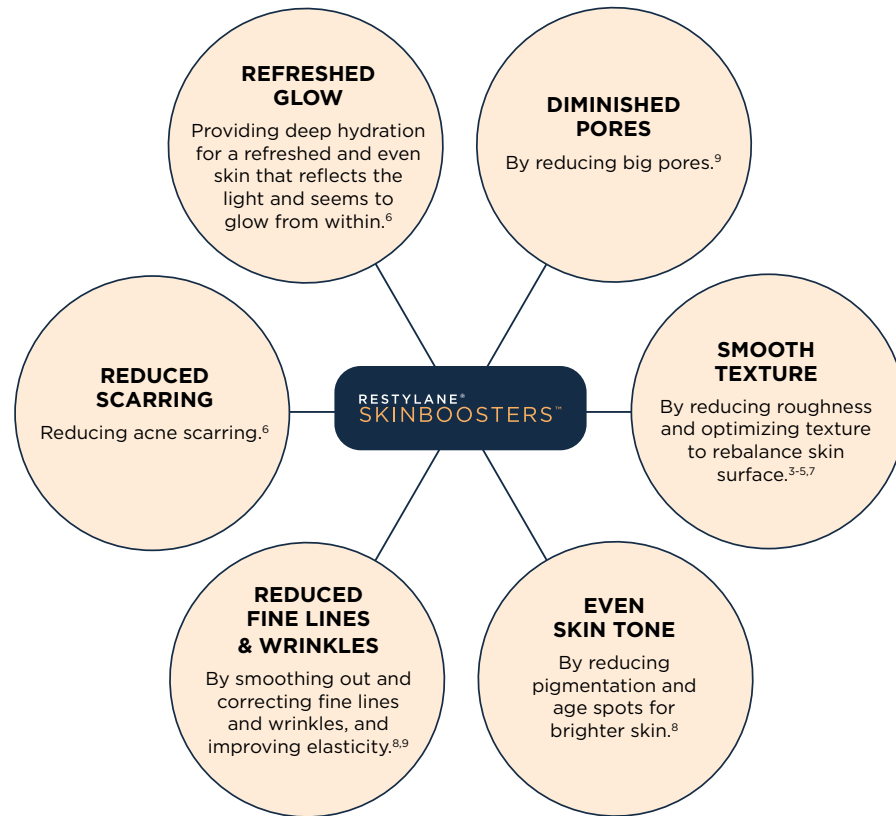 REFRESHED
GLOW
Providing deep hydration
for a refreshed and even
skin that reflects the
light and seems to
glow from within.⁶
DIMINISHED
PORES
By reducing big pores.⁹
REDUCED
SCARRING
Reducing acne scarring.⁶
RESTYLANE®
SKINBOOSTERS™
SMOOTH
TEXTURE
By reducing roughness
and optimizing texture
to rebalance skin
surface.³⁻⁵,⁷
REDUCED
FINE LINES
& WRINKLES
By smoothing out and
correcting fine lines
and wrinkles, and
improving elasticity.⁸,⁹
EVEN
SKIN TONE
By reducing
pigmentation and
age spots for
brighter skin.⁸